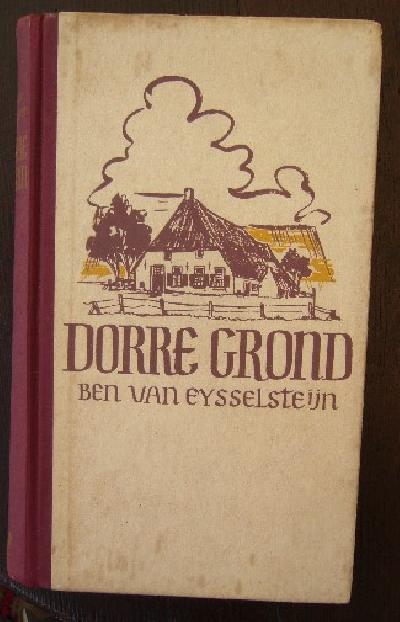 DORRE GROND
BEN VAN EYSSELSTEIJN